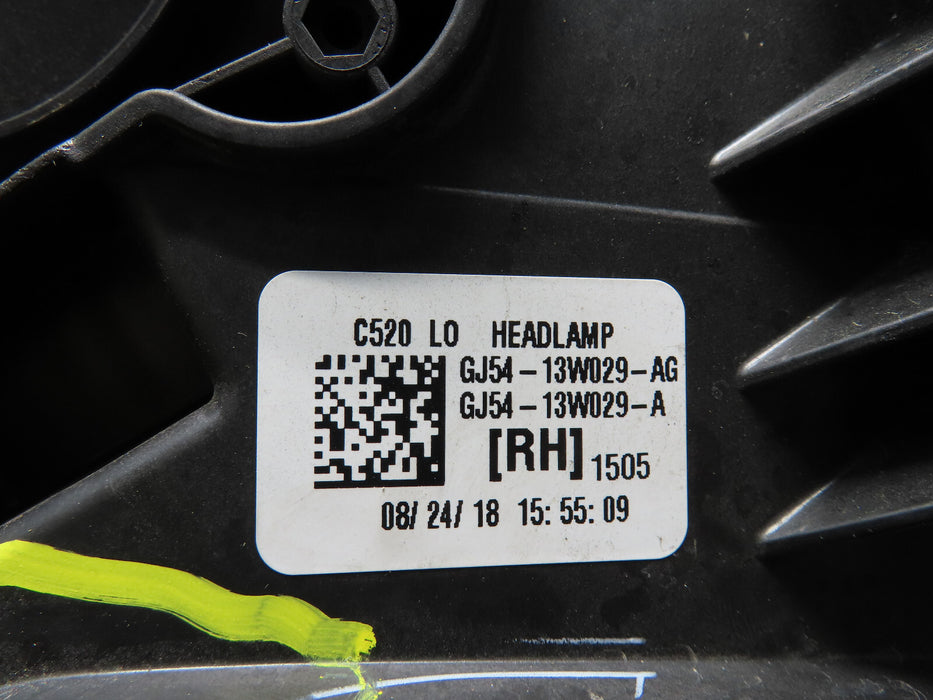 C520 LO HEADLAMP
GJ54-13W029-AG
GJ54-13W029-A
[RH] 1505
08/ 24/ 18 15: 55: 09